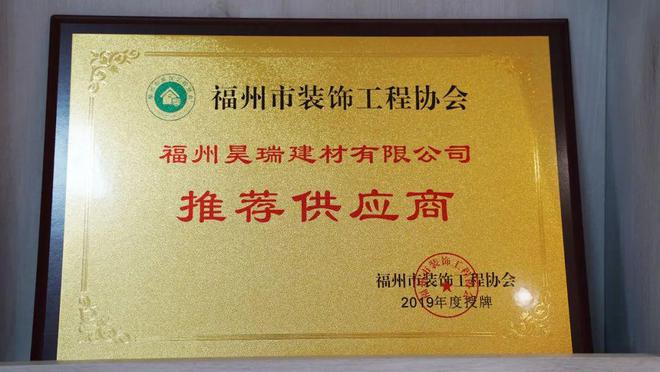 福州市装饰工程协会
福州昊瑞建材有限公司
推荐供应商
福州市装饰工程协会
2019年度授牌